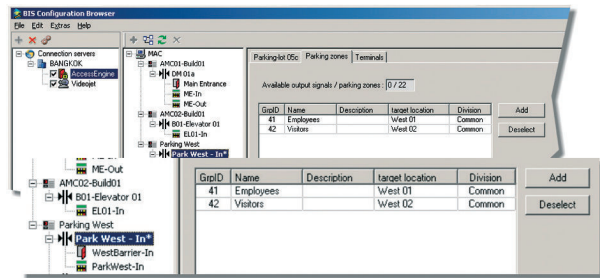 BIS Configuration Browser
File Edit Extras Help
Connection servers
BANGKOK
AccessEngine
Videojet
MAC
AMC01-Build01
DM 01a
Main Entrance
ME-In
ME-Out
AMC02-Build01
B01-Elevator 01
EL01-In
Parking West
Park West - In*
Parking-lot 05c Parking zones Terminals
Available output signals / parking zones: 0 / 22
GrpID Name Description target location Division
41 Employees West 01 Common
42 Visitors West 02 Common
Add
Deselect
ME-Out
AMC02-Build01
B01-Elevator 01
EL01-In
Parking West
Park West - In*
WestBarrier-In
ParkWest-In
GrpID Name Description target location Division
41 Employees West 01 Common
42 Visitors West 02 Common
Add
Deselect